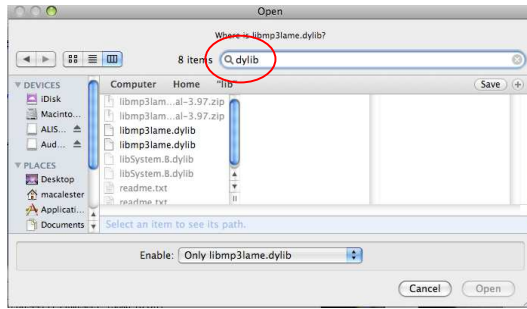 Open
Where is libmp3lame.dylib?
8 items dylib
DEVICES
iDisk
Macinto...
ALIS...
Aud...
PLACES
Desktop
macalester
Applicati...
Documents
Computer Home "lib" Save
libmp3lam...al-3.97.zip
libmp3lam...al-3.97.zip
libmp3lame.dylib
libmp3lame.dylib
libSystem.B.dylib
libSystem.B.dylib
readme.txt
readme.txt
Select an item to see its path.
Enable: Only libmp3lame.dylib
Cancel Open